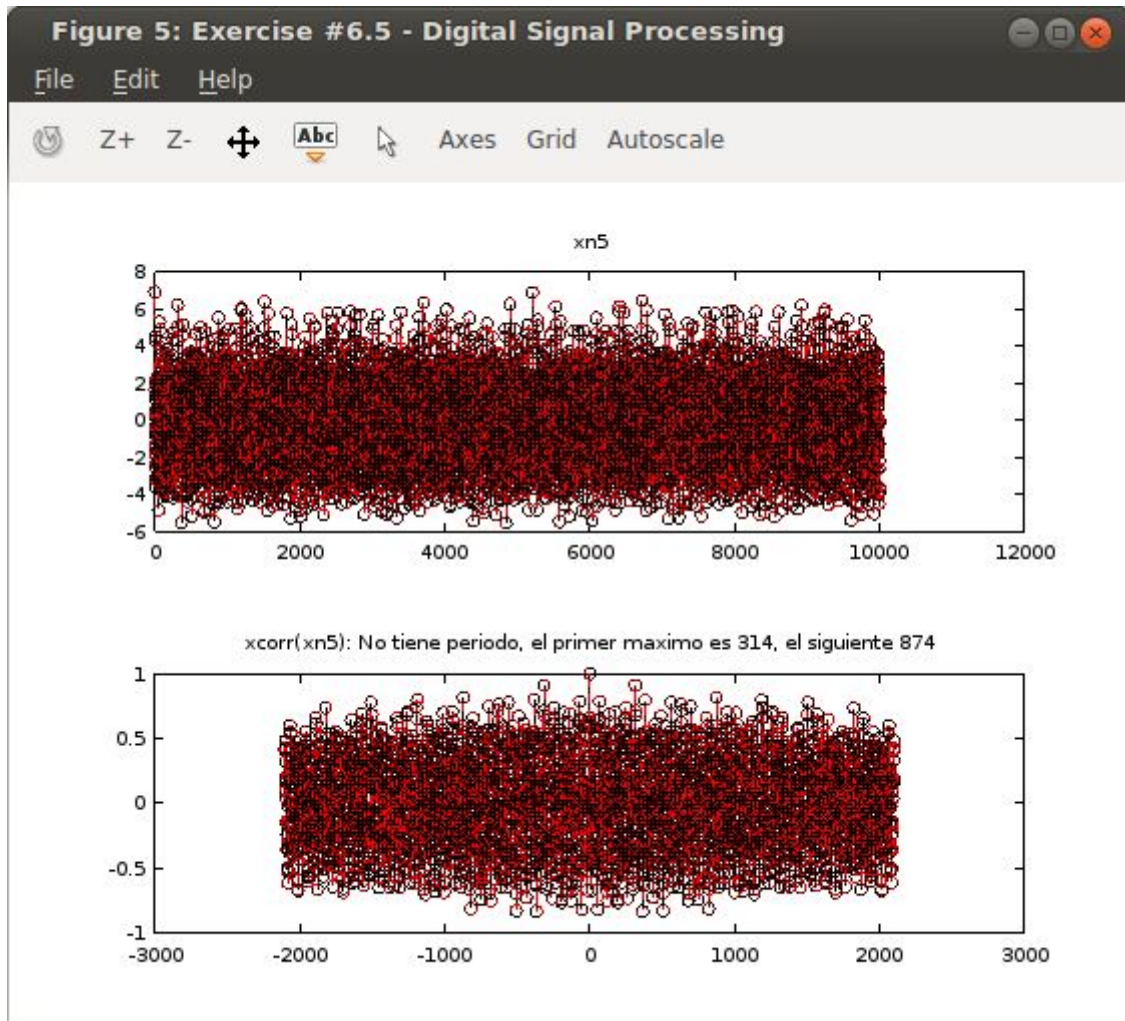 Figure 5: Exercise #6.5 - Digital Signal Processing
File Edit Help
Z+ Z- Abc Axes Grid Autoscale
xn5
8
6
4
2
0
-2
-4
-6
0 2000 4000 6000 8000 10000 12000
xcorr(xn5): No tiene periodo, el primer maximo es 314, el siguiente 874
1
0.5
0
-0.5
-1
-3000 -2000 -1000 0 1000 2000 3000